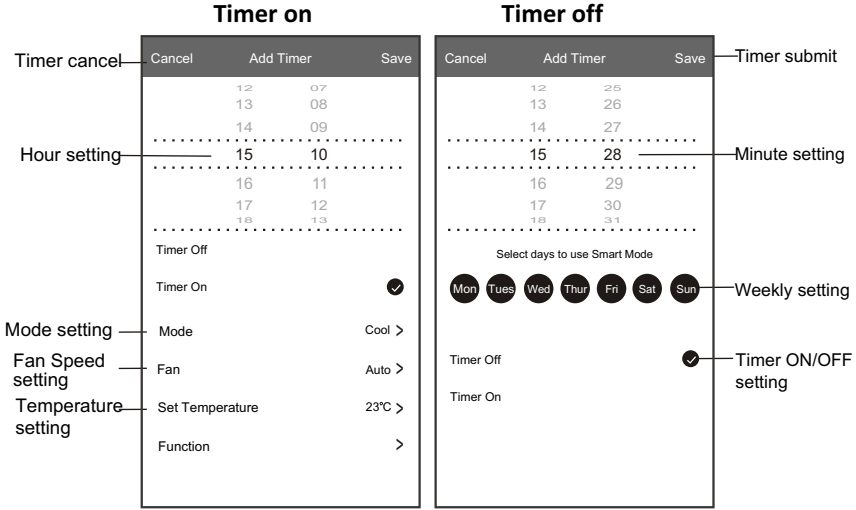 Timer on
Timer off
Timer cancel
Cancel Add Timer Save
Cancel Add Timer Save
Timer submit
12 07
13 08
14 09
Hour setting
15 10
16 11
17 12
18 13
12 25
13 26
14 27
15 28
Minute setting
16 29
17 30
18 31
Timer Off
Timer On
Mode setting
Mode Cool >
Fan Speed
setting
Fan Auto >
Temperature
setting
Set Temperature 23℃ >
Function >
Select days to use Smart Mode
Mon Tues Wed Thur Fri Sat Sun
Weekly setting
Timer Off
Timer ON/OFF
setting
Timer On